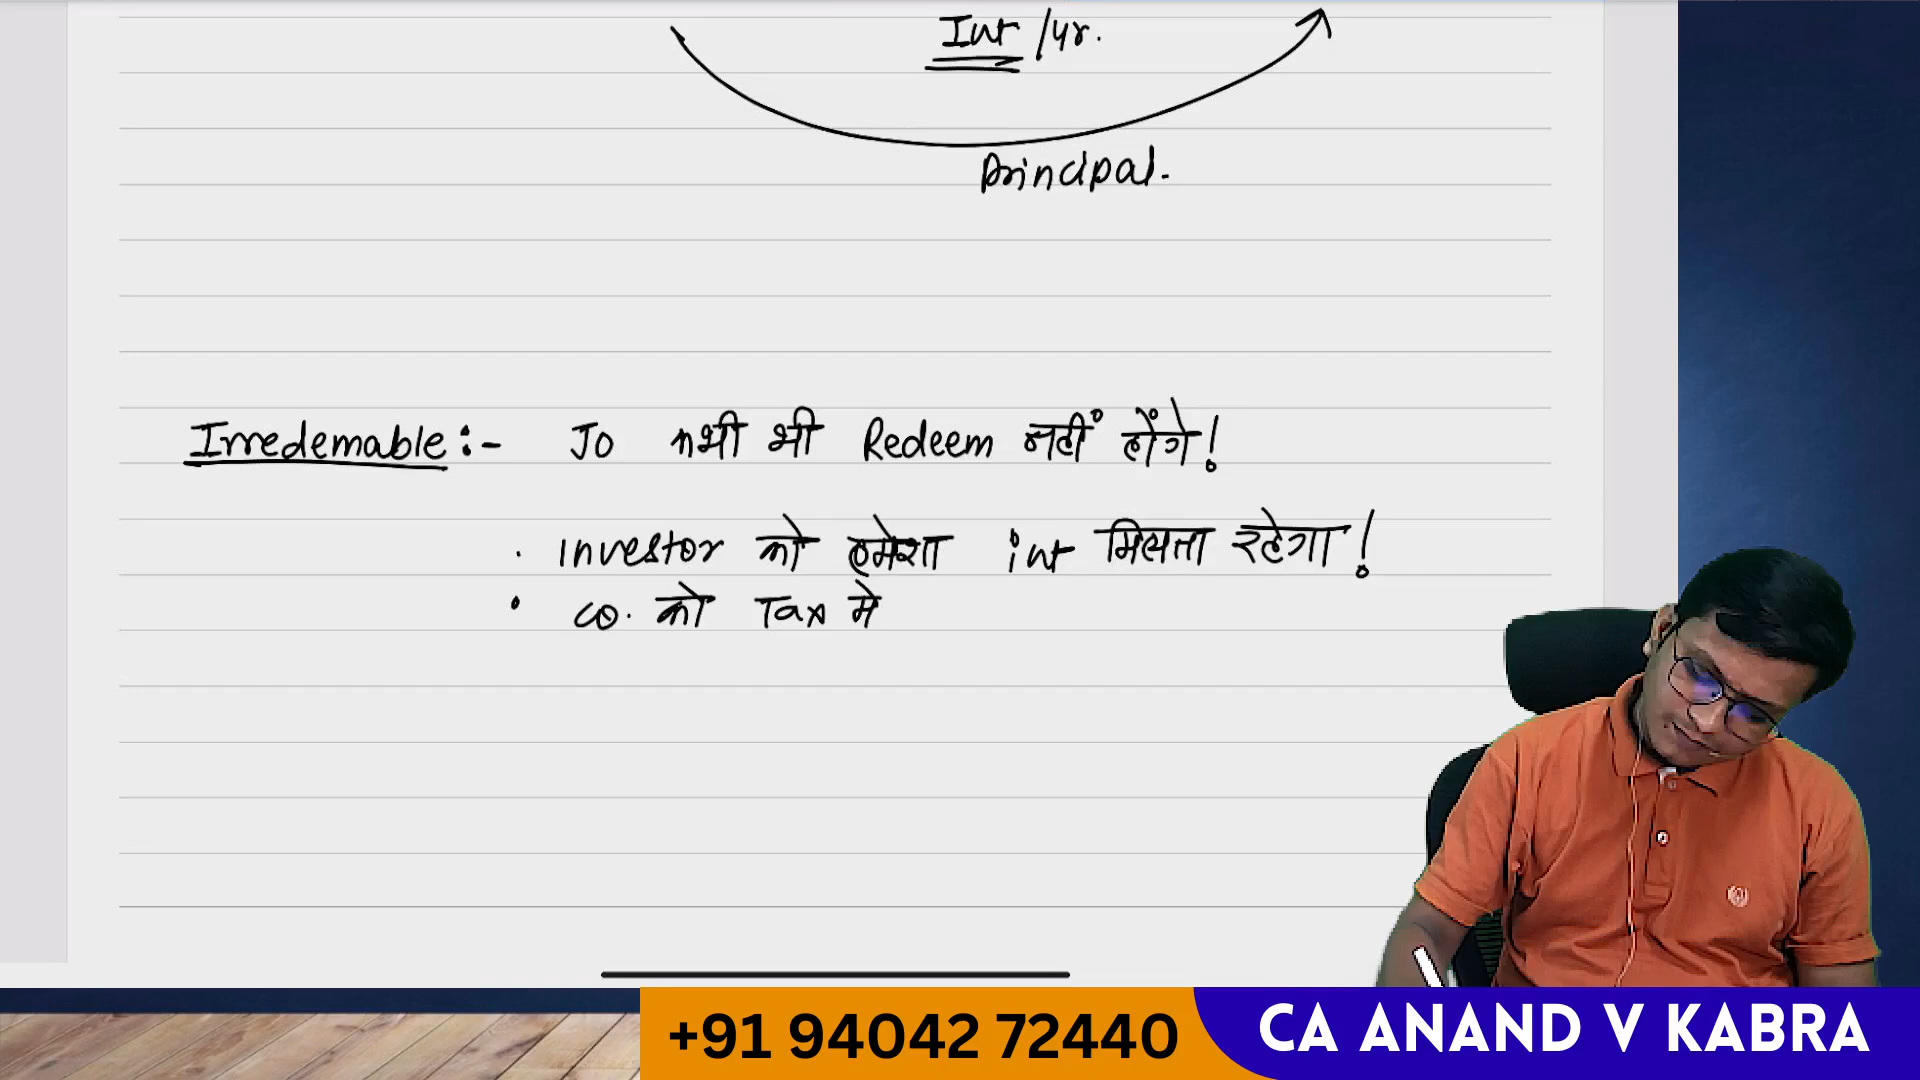 Int /yr.
Principal.
Irredemable :- Jo कभी भी Redeem नहीं होंगे!
· investor को हमेशा int मिलता रहेगा!
· co. को Tax मे
+91 94042 72440
CA ANAND V KABRA